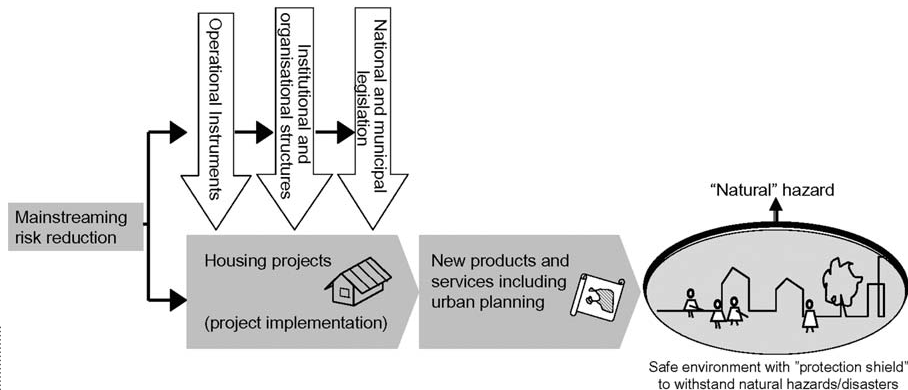 Operational Instruments
Institutional and
organisational structures
National and municipal
legislation
Mainstreaming
risk reduction
Housing projects
(project implementation)
New products and
services including
urban planning
“Natural” hazard
Safe environment with ”protection shield”
to withstand natural hazards/disasters